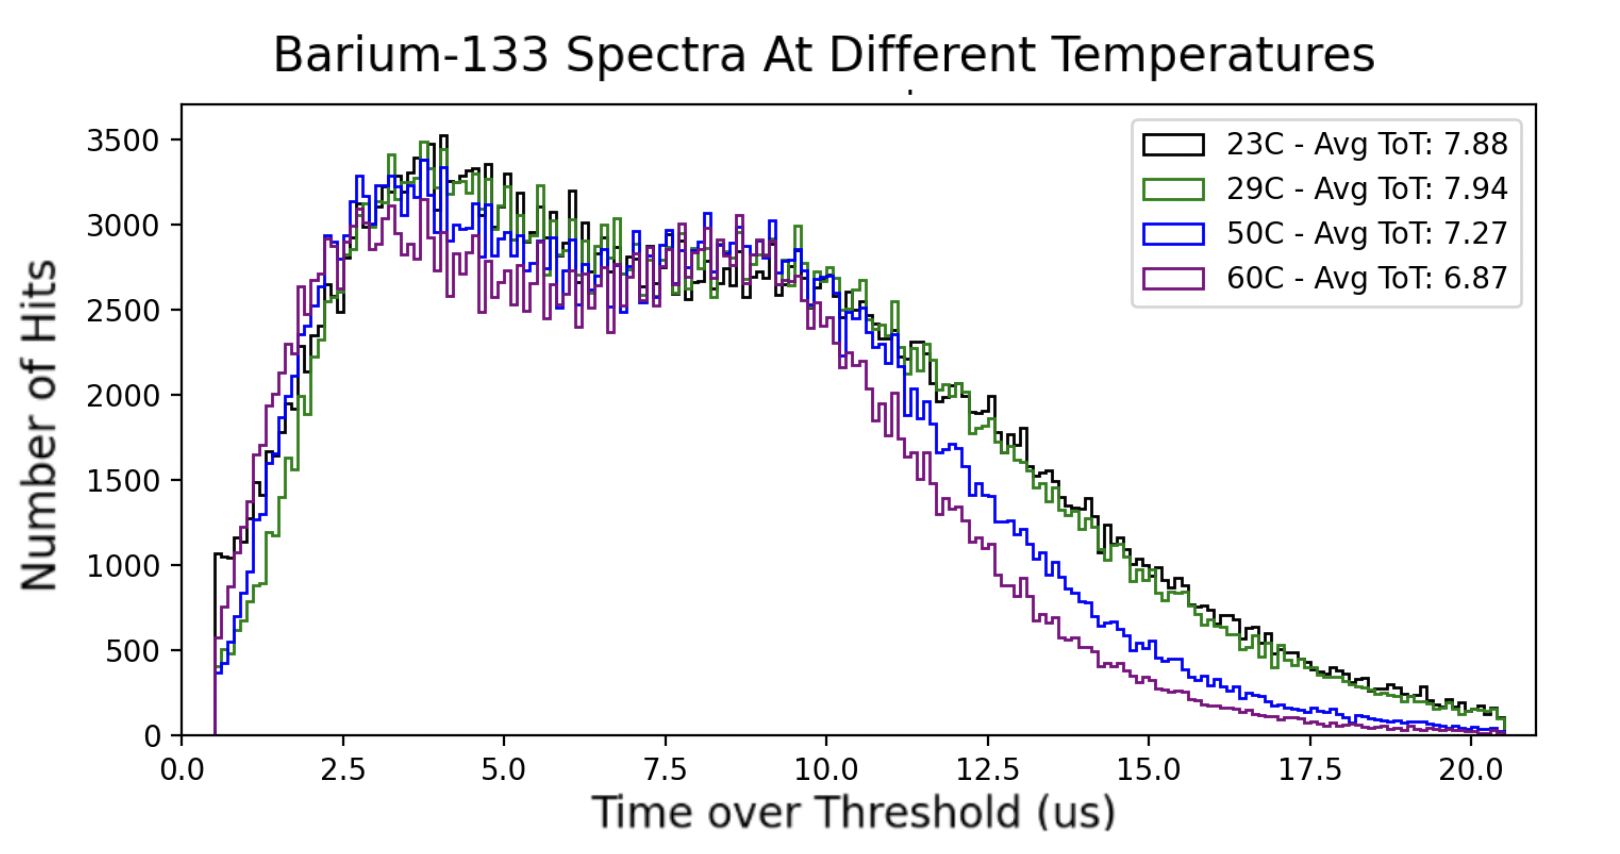 Barium-133 Spectra At Different Temperatures
23C - Avg ToT: 7.88
29C - Avg ToT: 7.94
50C - Avg ToT: 7.27
60C - Avg ToT: 6.87
Number of Hits
3500
3000
2500
2000
1500
1000
500
0
0.0 2.5 5.0 7.5 10.0 12.5 15.0 17.5 20.0
Time over Threshold (us)